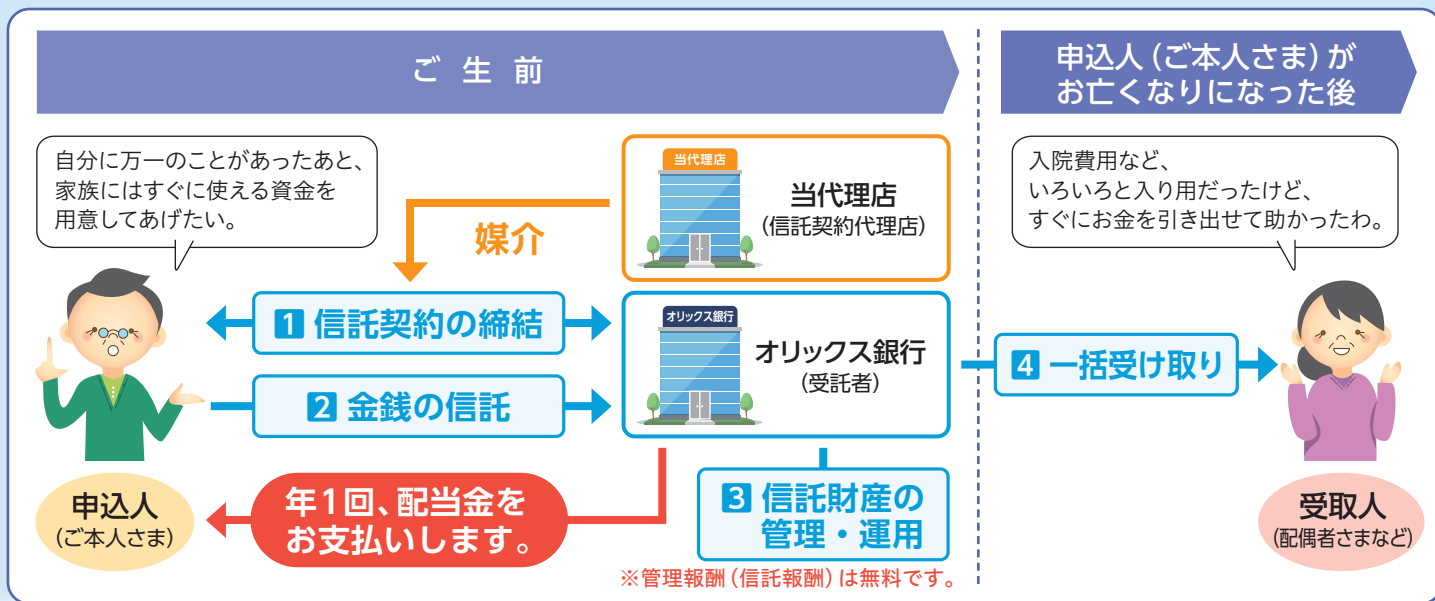 ご生前
申込人(ご本人さま)が
お亡くなりになった後
自分に万一のことがあったあと、
家族にはすぐに使える資金を
用意してあげたい。
当代理店
当代理店
(信託契約代理店)
媒介
入院費用など、
いろいろと入り用だったけど、
すぐにお金を引き出せて助かったわ。
1 信託契約の締結
2 金銭の信託
オリックス銀行
オリックス銀行
(受託者)
4 一括受け取り
申込人
(ご本人さま)
年1回、配当金を
お支払いします。
3 信託財産の
管理・運用
※管理報酬(信託報酬)は無料です。
受取人
(配偶者さまなど)